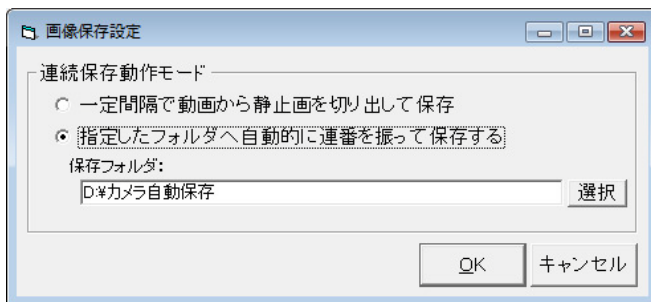 画像保存設定
連続保存動作モード
一定間隔で動画から静止画を切り出して保存
指定したフォルダへ自動的に連番を振って保存する
保存フォルダ:
D:¥カメラ自動保存
選択
OK
キャンセル